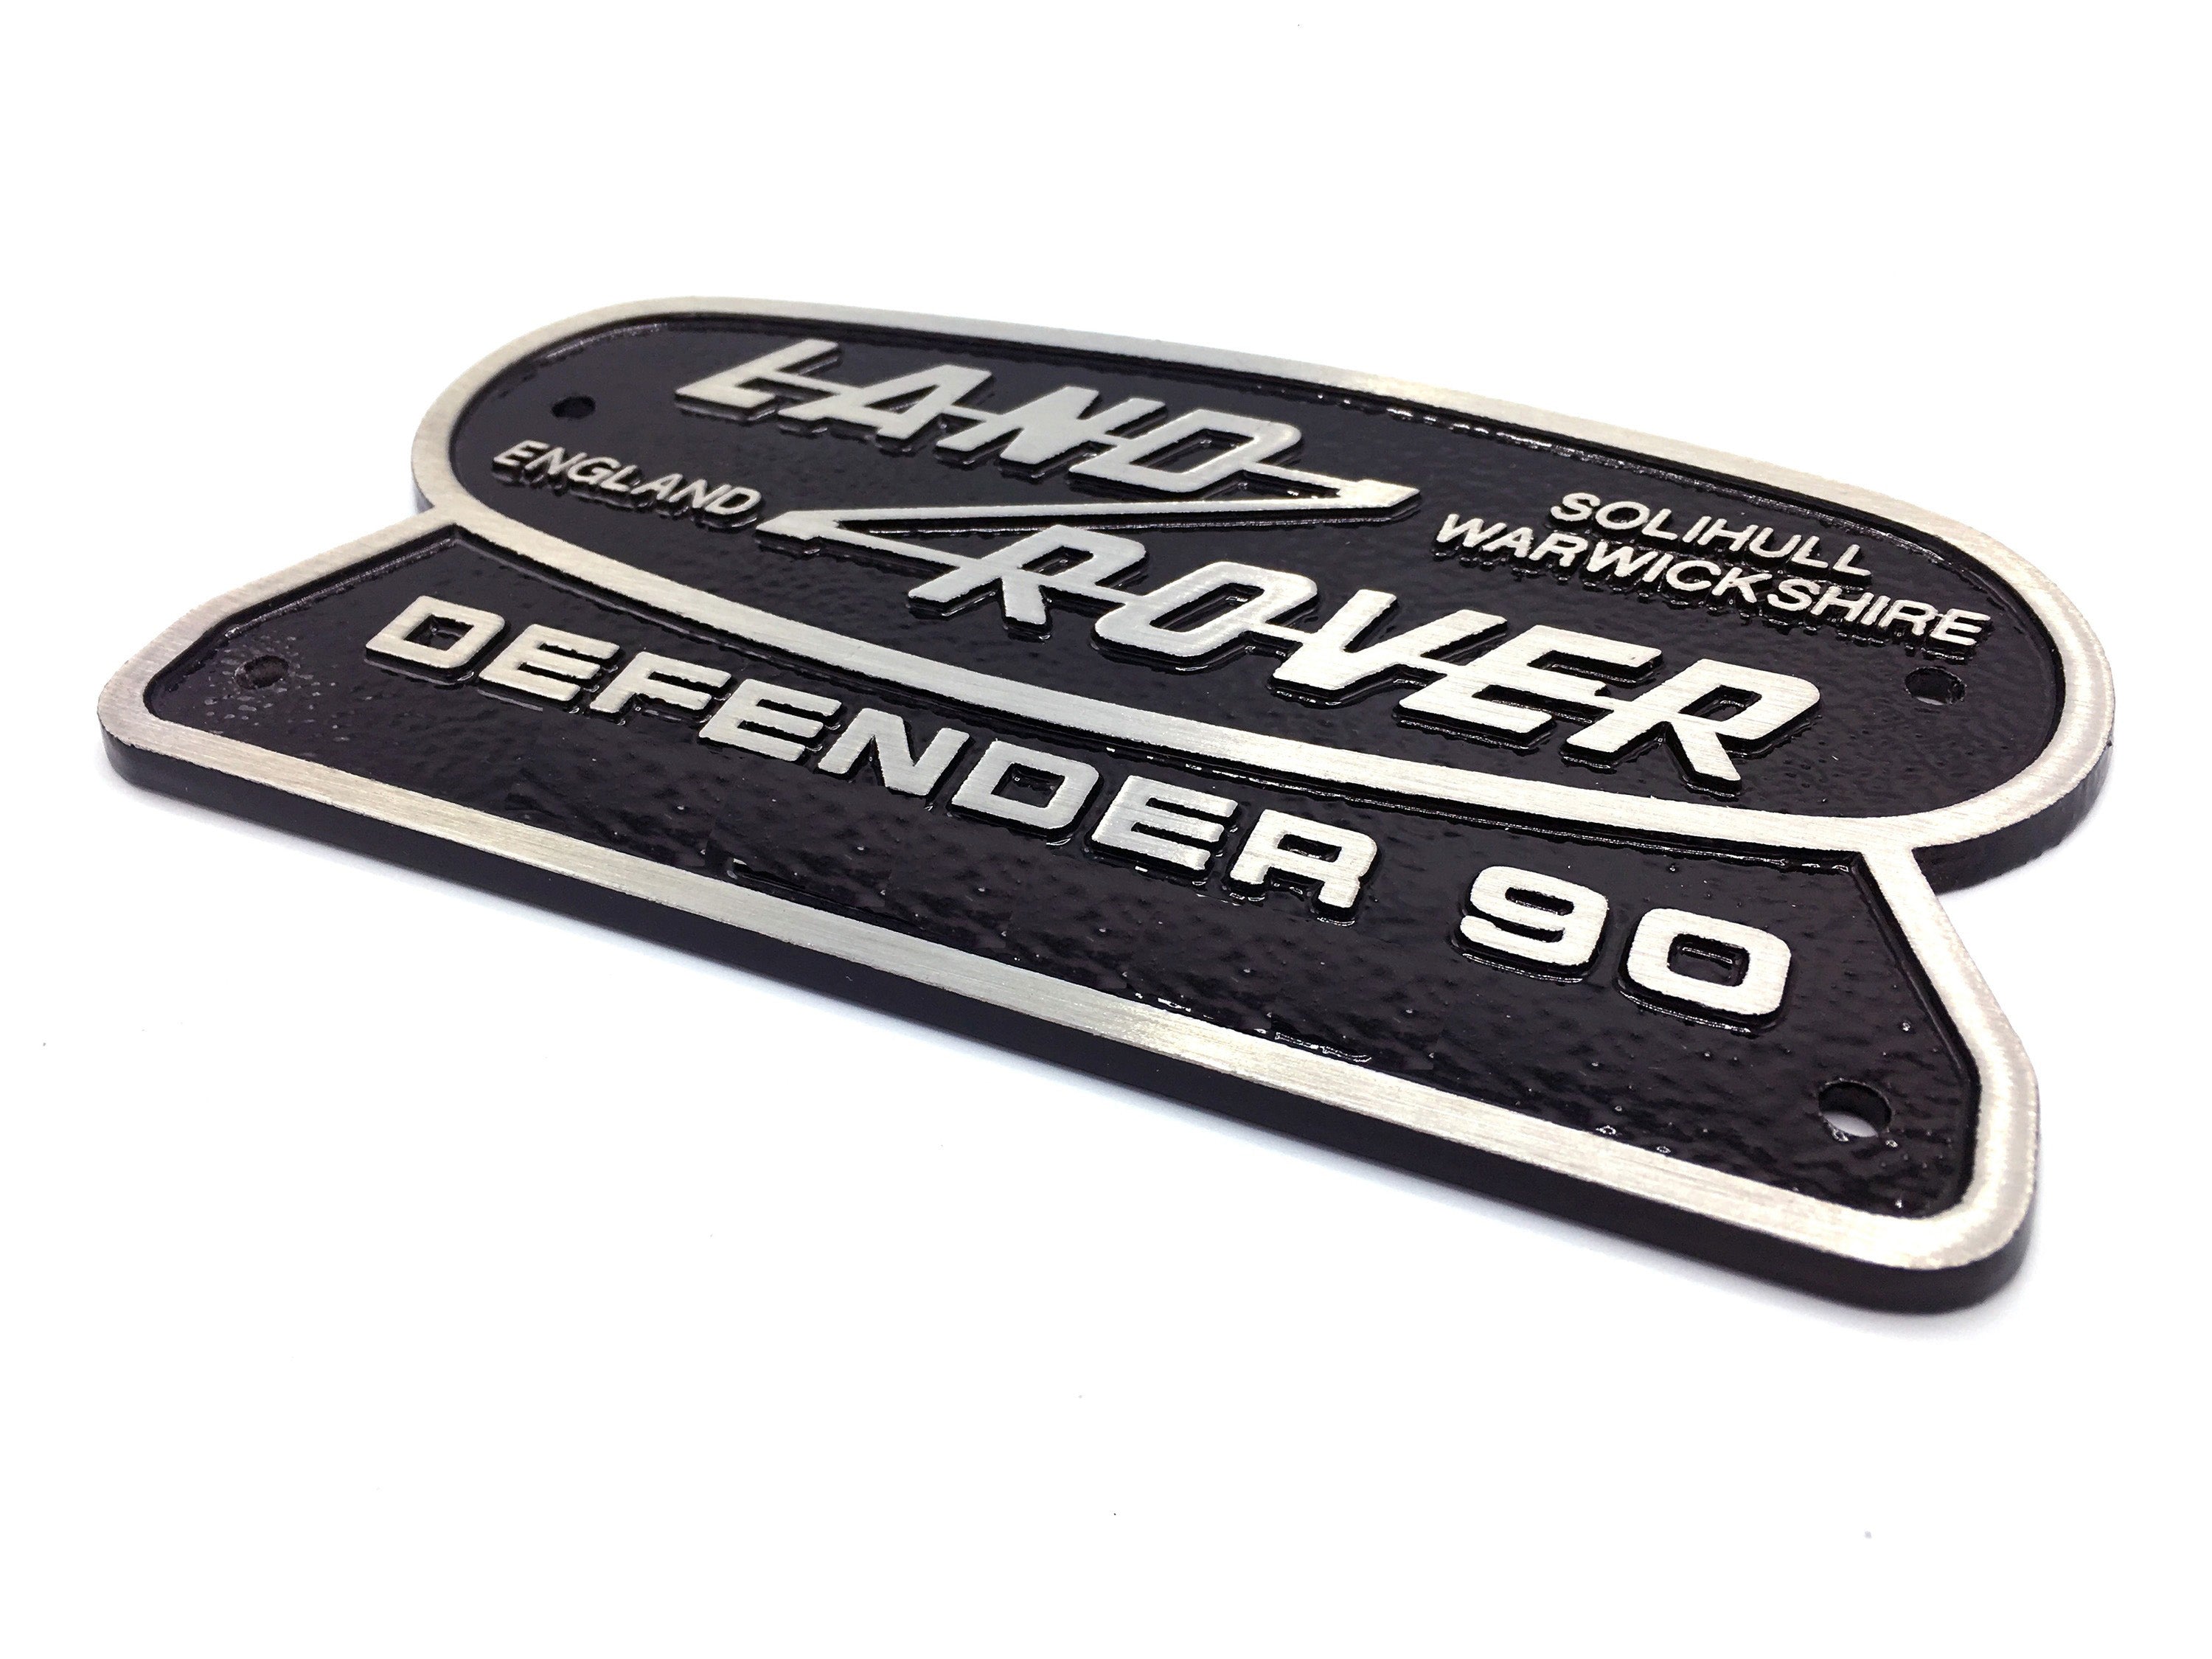 LAND
ROVER
ENGLAND
SOLIHULL
WARWICKSHIRE
DEFENDER 90